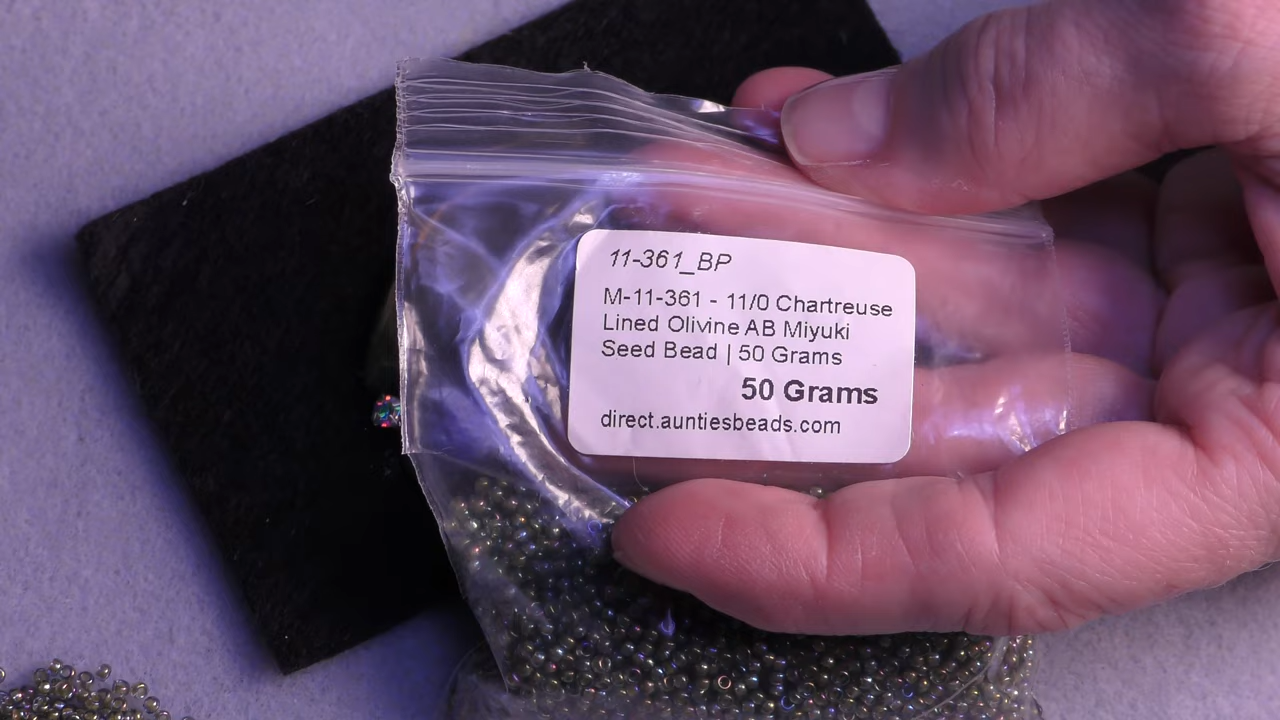 11-361_BP
M-11-361 - 11/0 Chartreuse
Lined Olivine AB Miyuki
Seed Bead | 50 Grams
50 Grams
direct.auntiesbeads.com